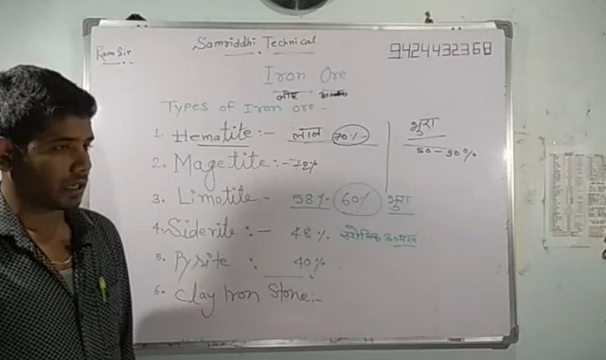 Ram Sir
Samriddhi Technical
9424432368
Iron Ore
लौह अयस्क
Types of Iron ore -
1. Hematite :- लाल 70%
भूरा
50-90%
2. Magetite :- 72%
3. Limotite - 58% 60% भूरा
4. Siderite :- 48%
5. Pysite : 40%
6. Clay Iron Stone :-